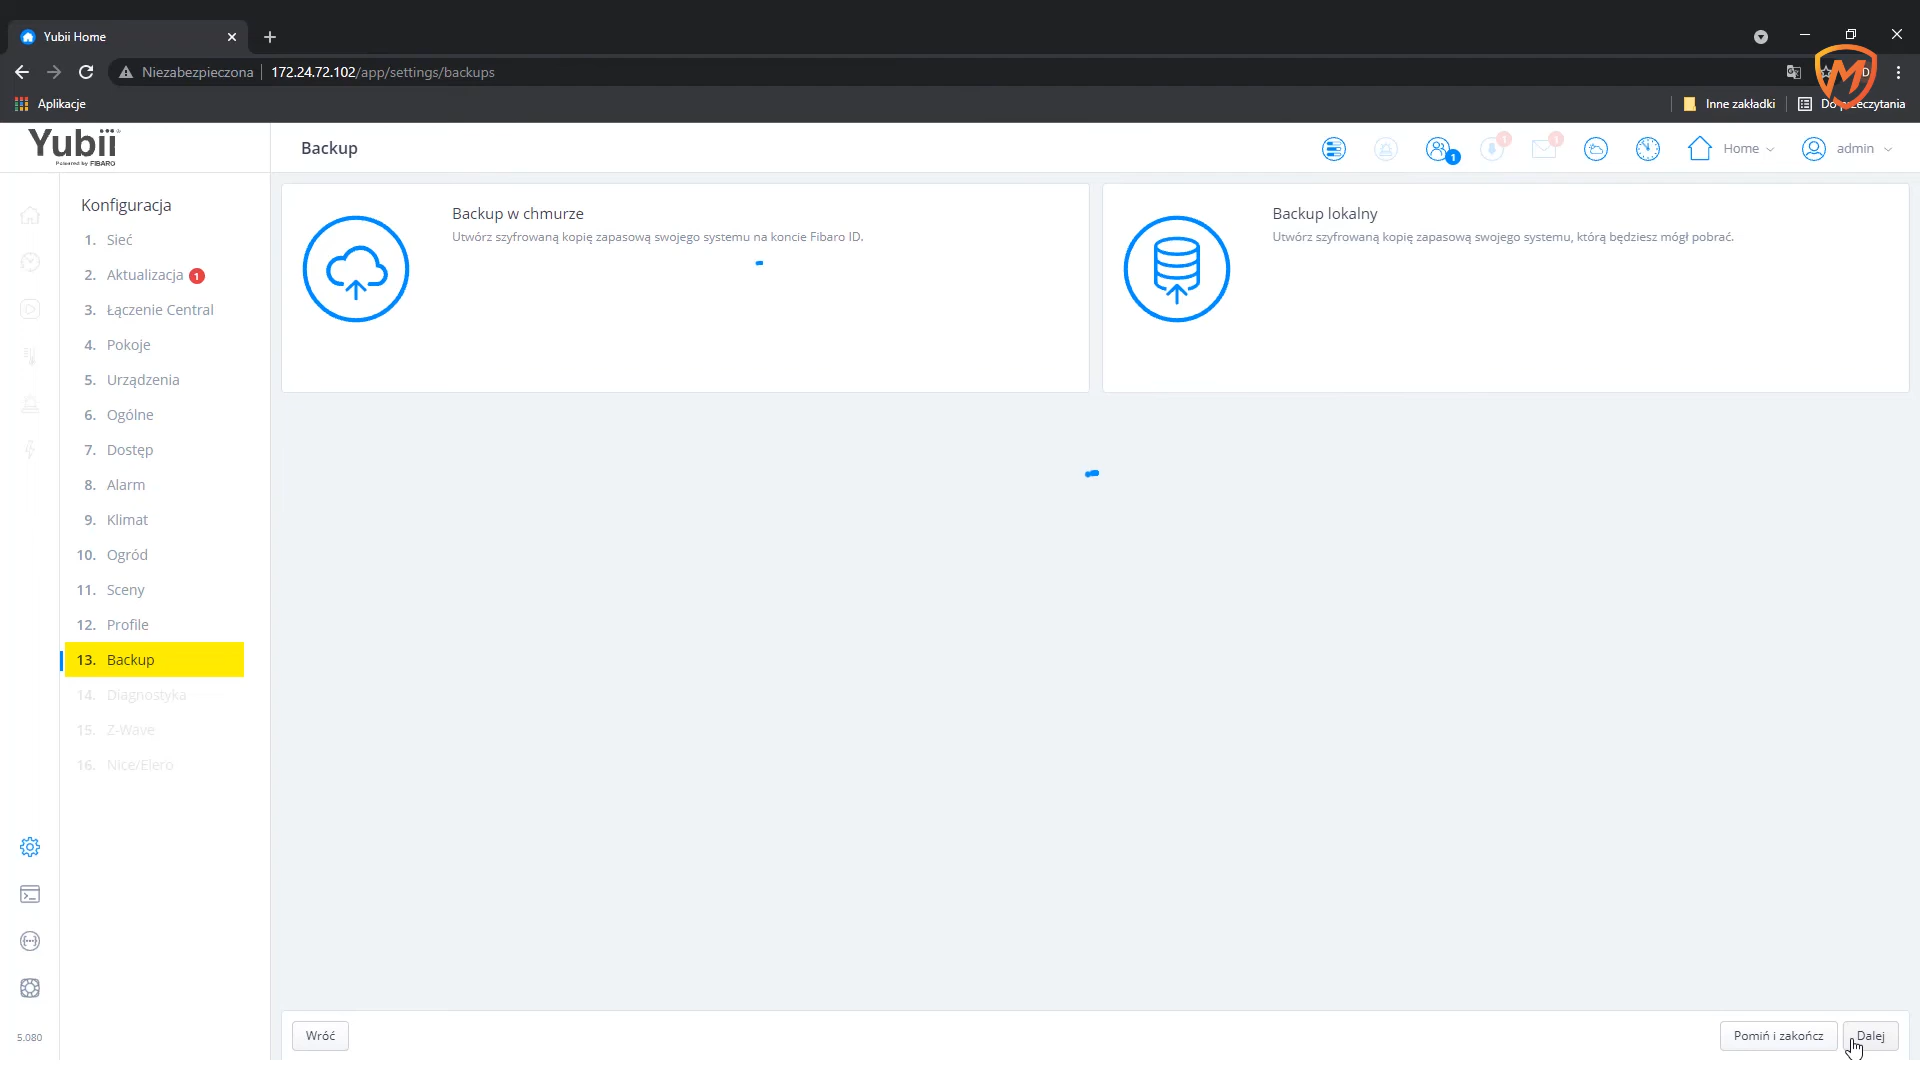 Yubii Home
Niezabezpieczona
172.24.72.102/app/settings/backups
Aplikacje
Inne zakładki
Yubii
Powered by FIBARO
Backup
1
1
1
Home
admin
Konfiguracja
1. Sieć
2. Aktualizacja 1
3. Łączenie Central
4. Pokoje
5. Urządzenia
6. Ogólne
7. Dostęp
8. Alarm
9. Klimat
10. Ogród
11. Sceny
12. Profile
13. Backup
14. Diagnostyka
15. Z-Wave
16. Nice/Elero
5.080
Backup w chmurze
Utwórz szyfrowaną kopię zapasową swojego systemu na koncie Fibaro ID.
Backup lokalny
Utwórz szyfrowaną kopię zapasową swojego systemu, którą będziesz mógł pobrać.
Wróć
Pomiń i zakończ
Dalej